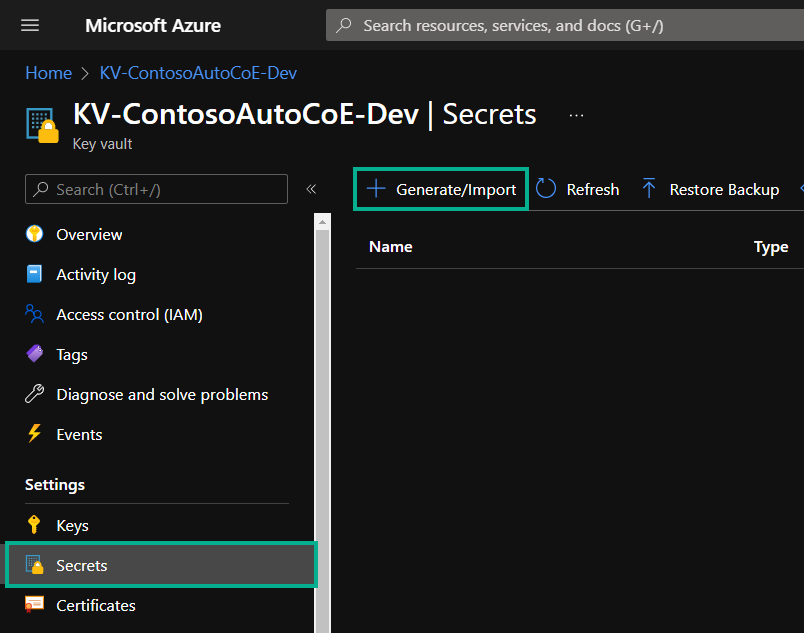 Microsoft Azure
Search resources, services, and docs (G+/)
Home > KV-ContosoAutoCoE-Dev
KV-ContosoAutoCoE-Dev | Secrets ...
Key vault
Search (Ctrl+/)
«
Generate/Import
Refresh
Restore Backup
Name
Type
Overview
Activity log
Access control (IAM)
Tags
Diagnose and solve problems
Events
Settings
Keys
Secrets
Certificates